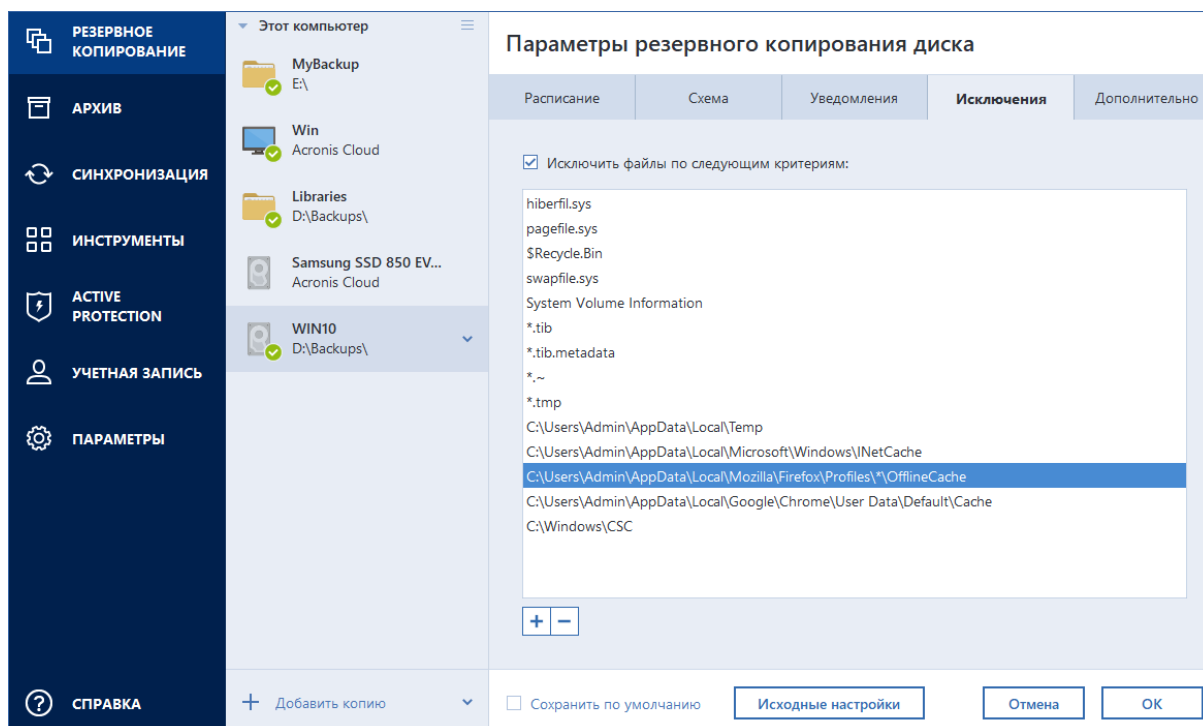 РЕЗЕРВНОЕ
КОПИРОВАНИЕ
АРХИВ
СИНХРОНИЗАЦИЯ
ИНСТРУМЕНТЫ
ACTIVE
PROTECTION
УЧЕТНАЯ ЗАПИСЬ
ПАРАМЕТРЫ
СПРАВКА
Этот компьютер
MyBackup
E:\
Win
Acronis Cloud
Libraries
D:\Backups\
Samsung SSD 850 EV...
Acronis Cloud
WIN10
D:\Backups\
Добавить копию
Параметры резервного копирования диска
Расписание
Схема
Уведомления
Исключения
Дополнительно
Исключить файлы по следующим критериям:
hiberfil.sys
pagefile.sys
$Recycle.Bin
swapfile.sys
System Volume Information
*.tib
*.tib.metadata
*.~
*.tmp
C:\Users\Admin\AppData\Local\Temp
C:\Users\Admin\AppData\Local\Microsoft\Windows\INetCache
C:\Users\Admin\AppData\Local\Mozilla\Firefox\Profiles\*\OfflineCache
C:\Users\Admin\AppData\Local\Google\Chrome\User Data\Default\Cache
C:\Windows\CSC
Сохранить по умолчанию
Исходные настройки
Отмена
ОК